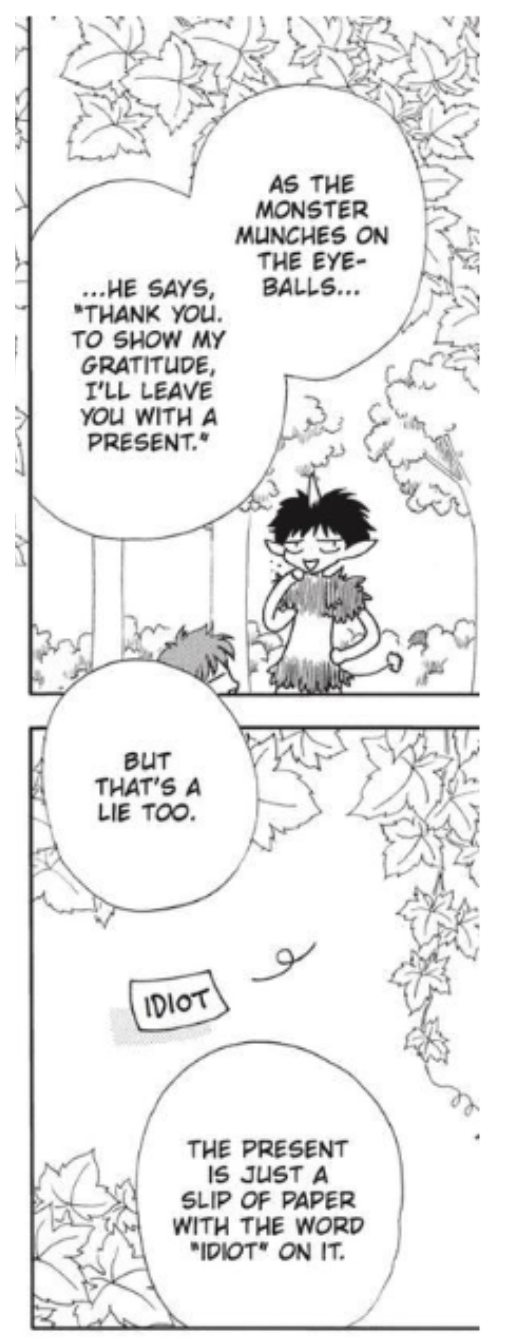 AS THE
MONSTER
MUNCHES ON
THE EYE-
BALLS...
...HE SAYS,
"THANK YOU.
TO SHOW MY
GRATITUDE,
I'LL LEAVE
YOU WITH A
PRESENT."
BUT
THAT'S A
LIE TOO.
IDIOT
THE PRESENT
IS JUST A
SLIP OF PAPER
WITH THE WORD
"IDIOT" ON IT.